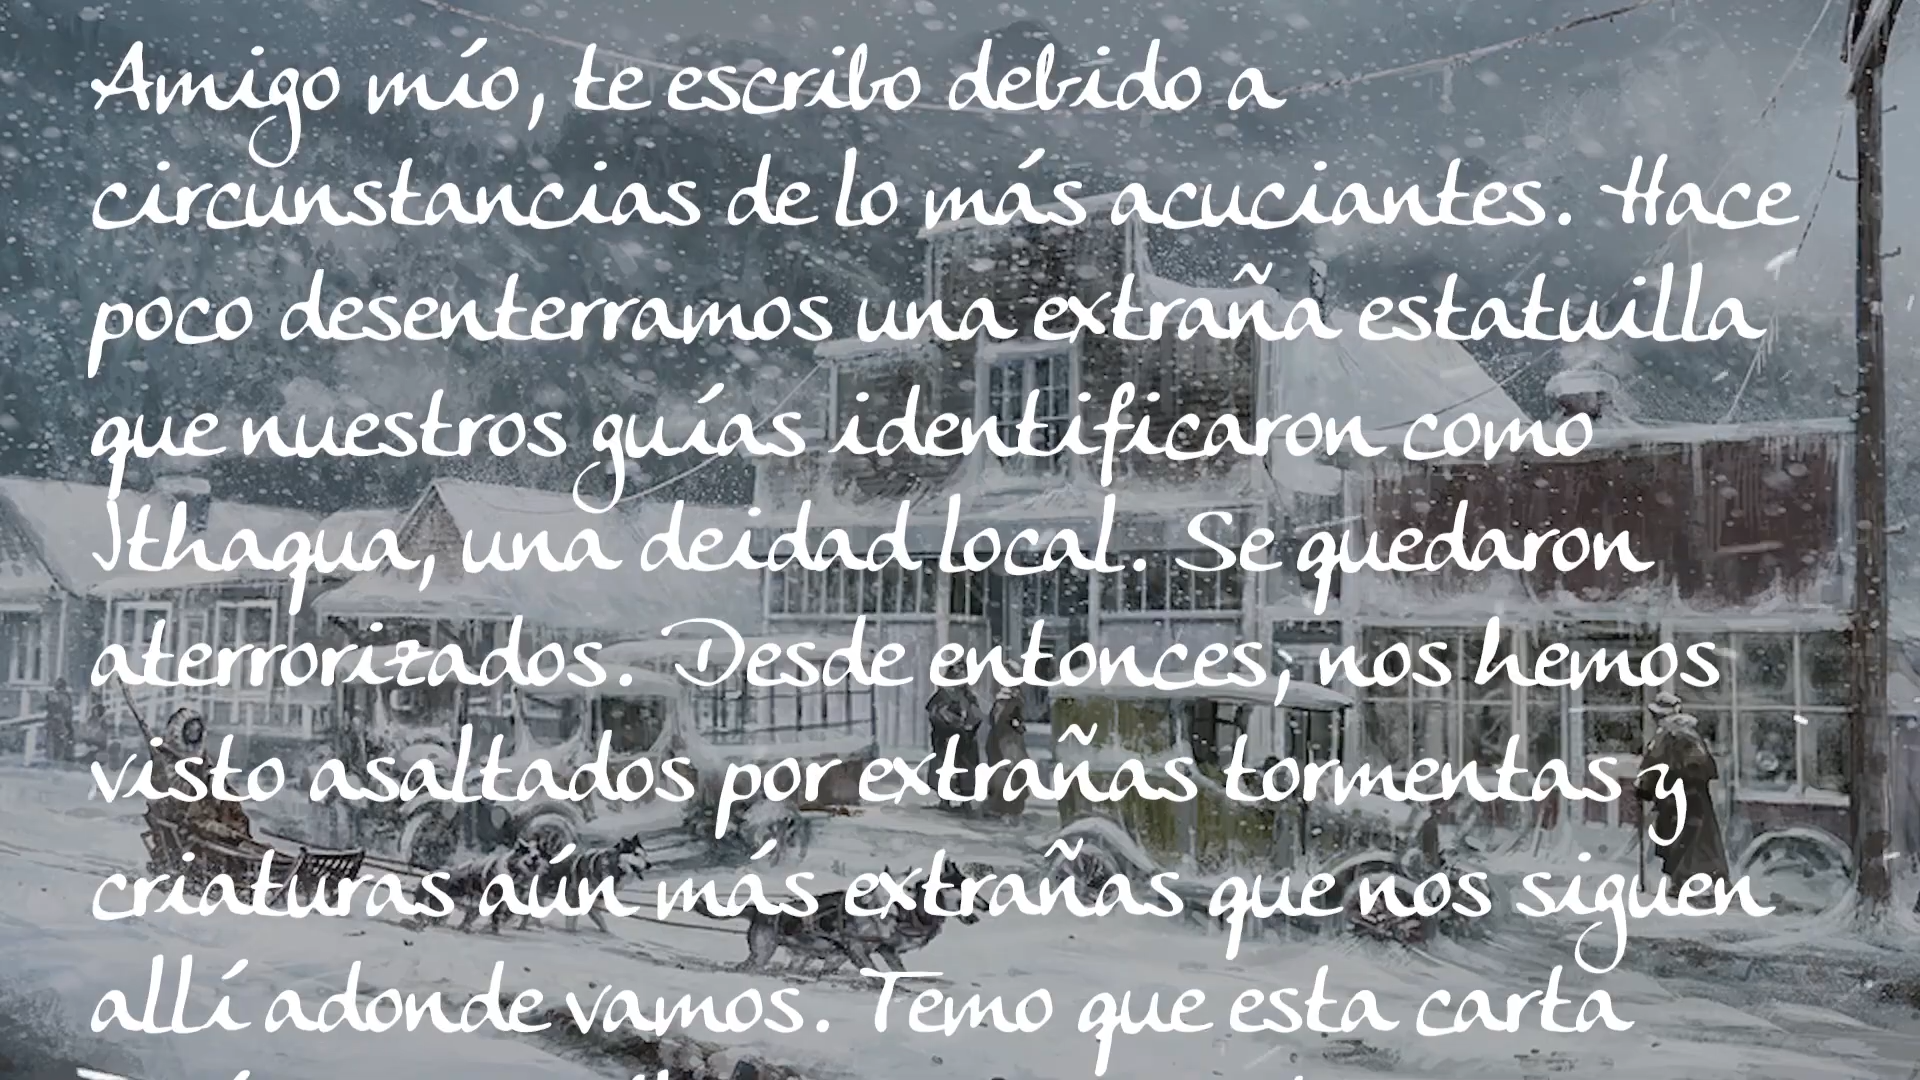 Amigo mío, te escribo debido a
circunstancias de lo más acuciantes. Hace
poco desenterramos una extraña estatuilla
que nuestros guías identificaron como
Ithaqua, una deidad local. Se quedaron
aterrorizados. Desde entonces, nos hemos
visto asaltados por extrañas tormentas y
criaturas aún más extrañas que nos siguen
allí adonde vamos. Temo que esta carta